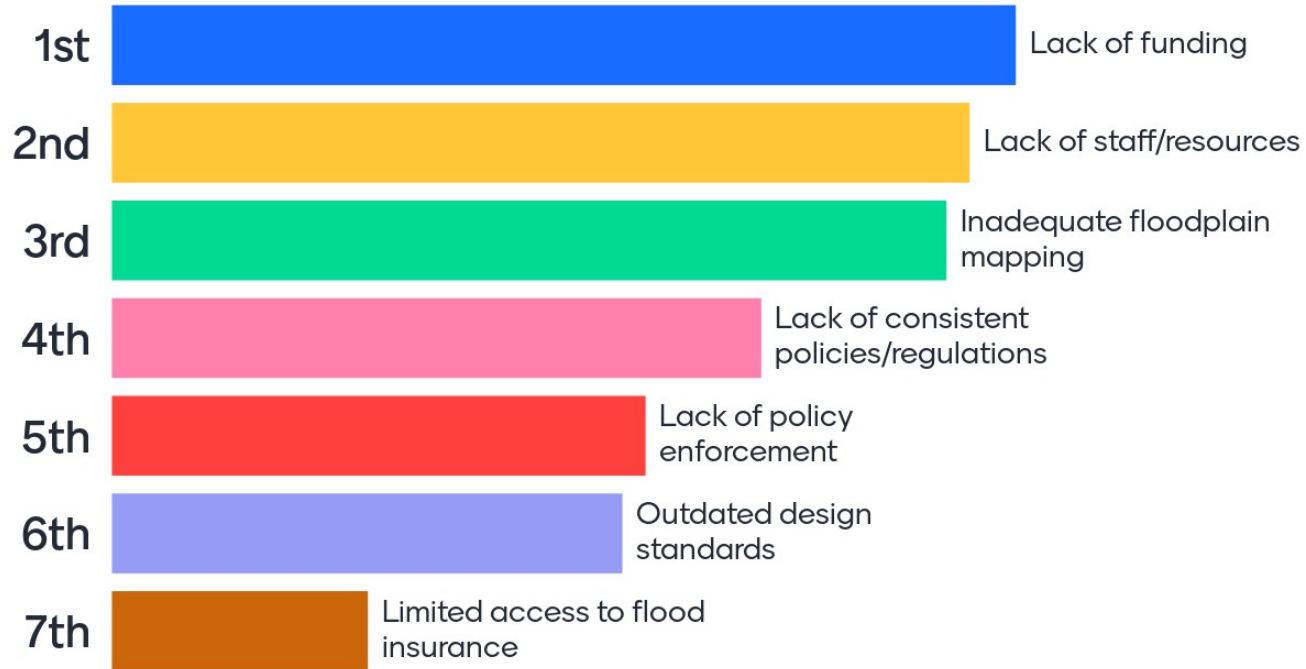 1st
Lack of funding
2nd
Lack of staff/resources
3rd
Inadequate floodplain
mapping
4th
Lack of consistent
policies/regulations
5th
Lack of policy
enforcement
6th
Outdated design
standards
7th
Limited access to flood
insurance